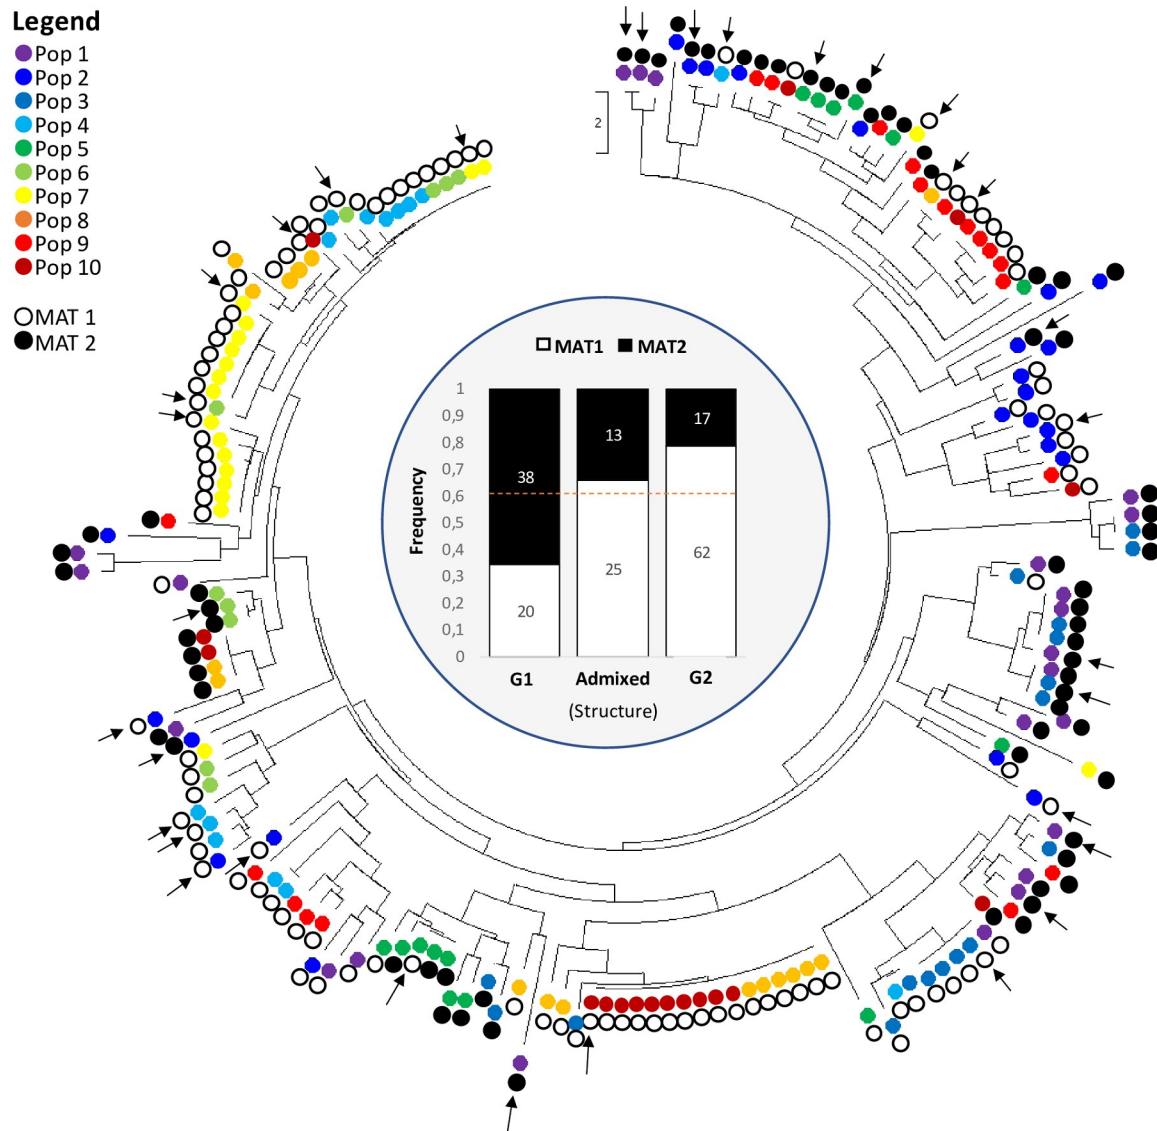 Legend
Pop 1
Pop 2
Pop 3
Pop 4
Pop 5
Pop 6
Pop 7
Pop 8
Pop 9
Pop 10
MAT 1
MAT 2
2
MAT1 MAT2
Frequency
1
0,9
0,8
0,7
0,6
0,5
0,4
0,3
0,2
0,1
0
38
20
13
25
17
62
G1 Admixed G2
(Structure)